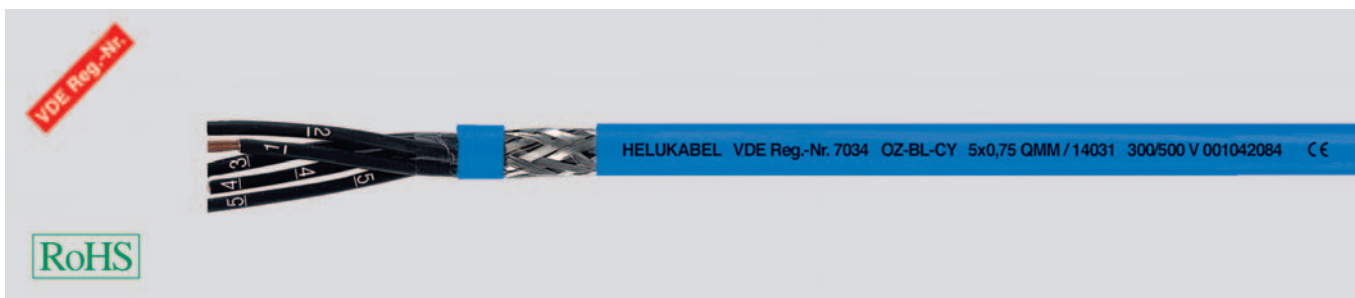 VDE Reg.-Nr.
2
1
3
4
4
5
5
HELUKABEL VDE Reg.-Nr. 7034 OZ-BL-CY 5x0,75 QMM / 14031 300/500 V 001042084 CE
RoHS